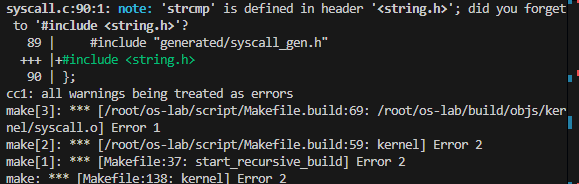 syscall.c:90:1: note: 'strcmp' is defined in header '<string.h>'; did you forget
 to '#include <string.h>'?
   89 |     #include "generated/syscall_gen.h"
  +++ |+#include <string.h>
   90 | };
cc1: all warnings being treated as errors
make[3]: *** [/root/os-lab/script/Makefile.build:69: /root/os-lab/build/objs/ker
nel/syscall.o] Error 1
make[2]: *** [/root/os-lab/script/Makefile.build:59: kernel] Error 2
make[1]: *** [Makefile:37: start_recursive_build] Error 2
make: *** [Makefile:138: kernel] Error 2